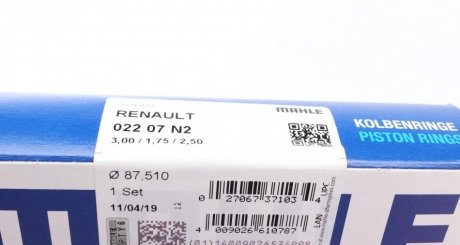 RENAULT
022 07 N2
MAHLE
3,00 / 1,75 / 2,50
KOLBENRINGE
PISTON RINGS
Ø 87,510
1 Set
11/04/19
12
0 27067 37103 4
UPC
4 009026 610787
EAN